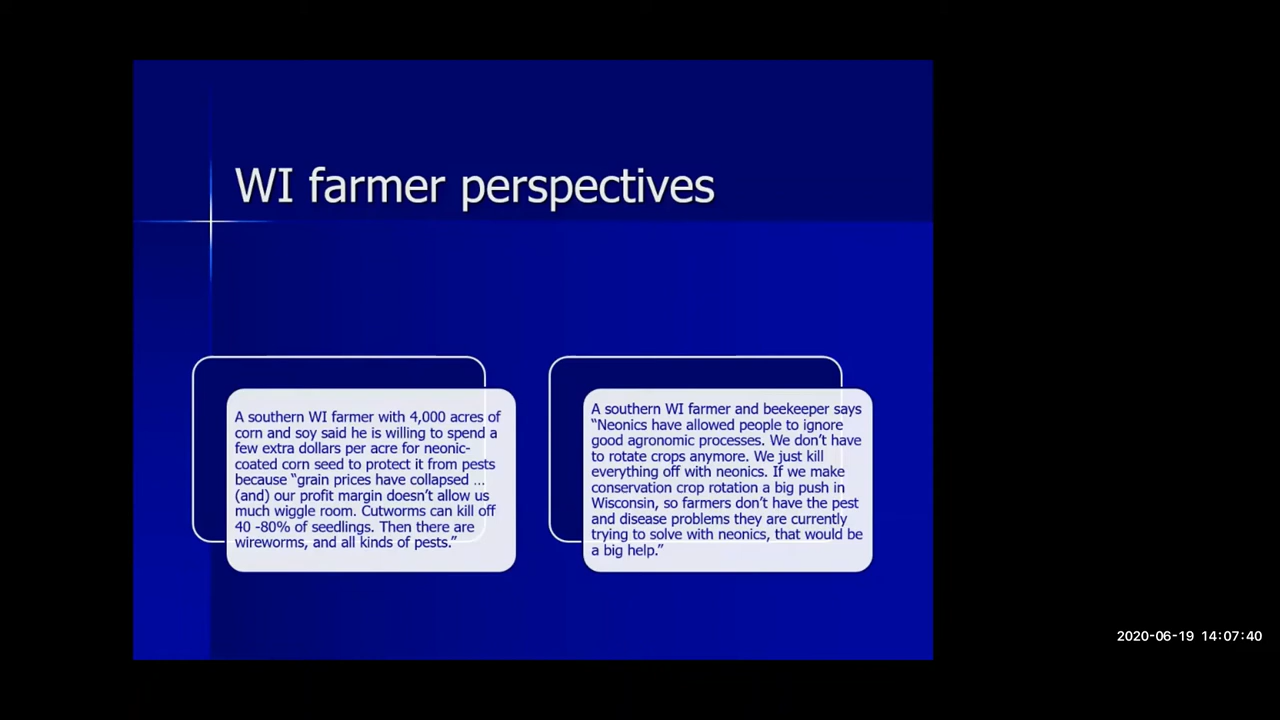 WI farmer perspectives
A southern WI farmer with 4,000 acres of
corn and soy said he is willing to spend a
few extra dollars per acre for neonic-
coated corn seed to protect it from pests
because “grain prices have collapsed ...
(and) our profit margin doesn’t allow us
much wiggle room. Cutworms can kill off
40 -80% of seedlings. Then there are
wireworms, and all kinds of pests.”
A southern WI farmer and beekeeper says
“Neonics have allowed people to ignore
good agronomic processes. We don’t have
to rotate crops anymore. We just kill
everything off with neonics. If we make
conservation crop rotation a big push in
Wisconsin, so farmers don’t have the pest
and disease problems they are currently
trying to solve with neonics, that would be
a big help.”
2020-06-19 14:07:40